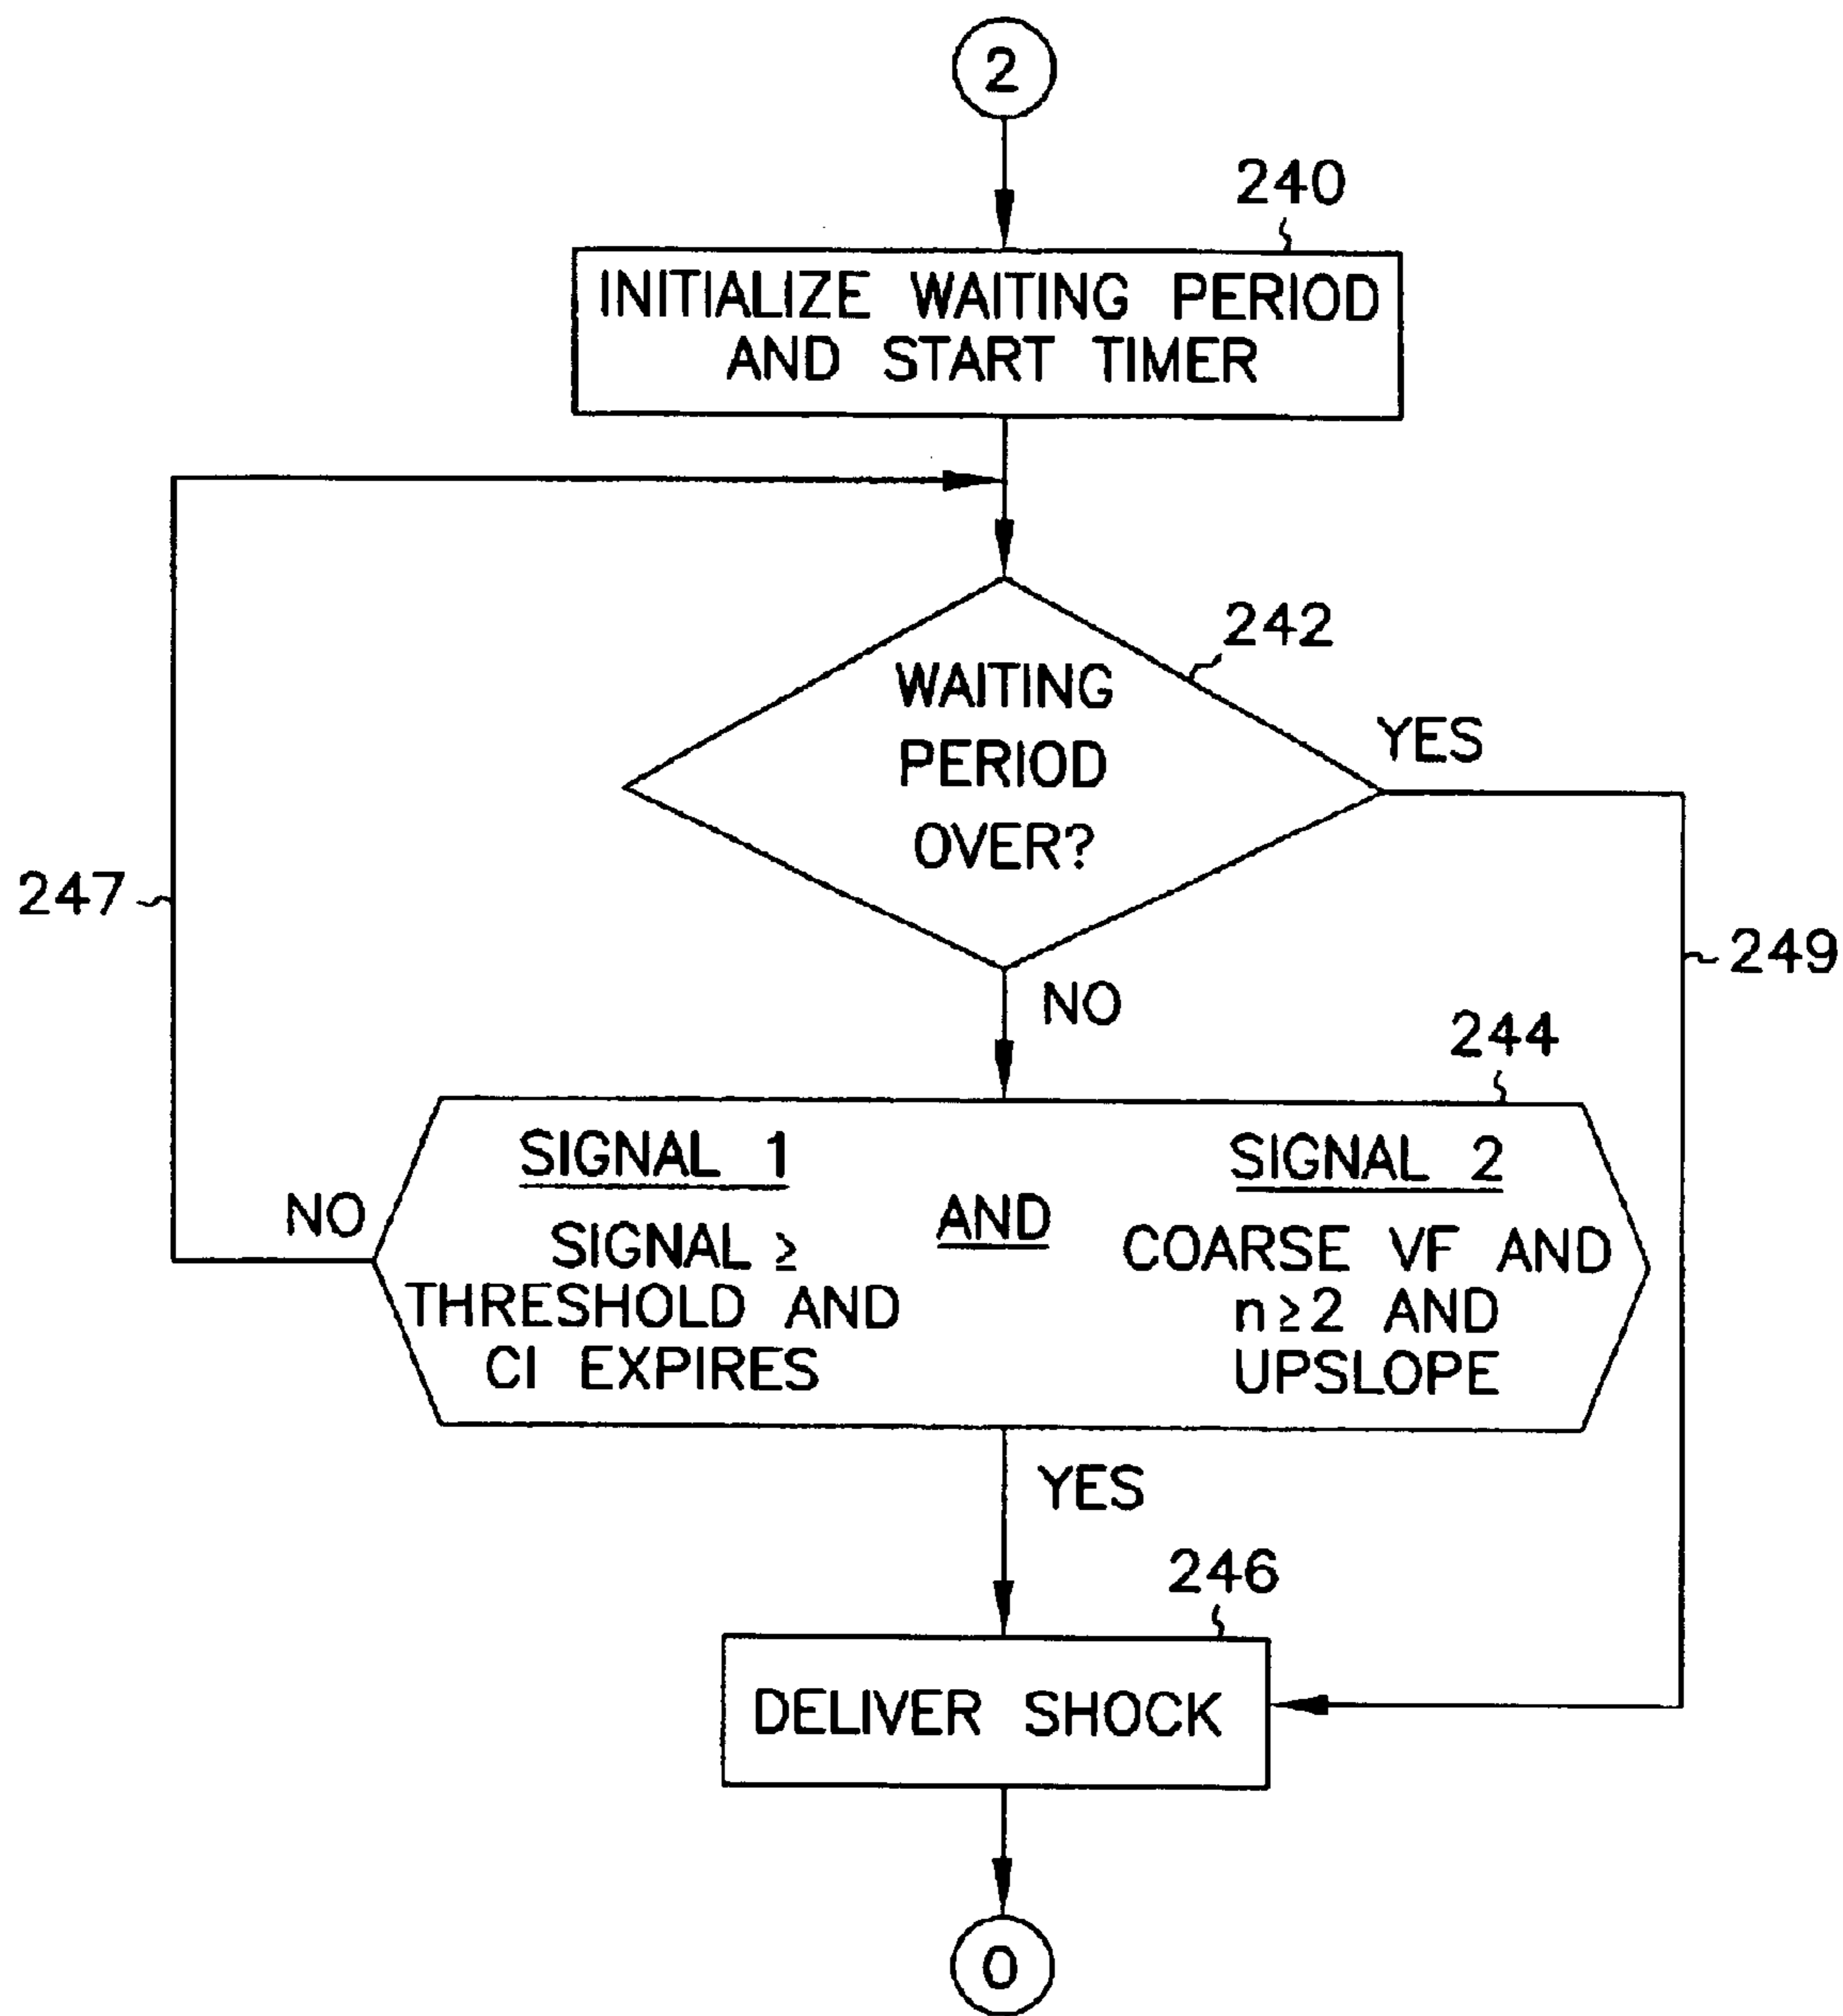 2
240
INITIALIZE WAITING PERIOD
AND START TIMER
242
WAITING
PERIOD
OVER?
YES
247
249
NO
244
SIGNAL 1
SIGNAL ≥
THRESHOLD AND
CI EXPIRES
AND
SIGNAL 2
COARSE VF AND
n≥2 AND
UPSLOPE
NO
YES
246
DELIVER SHOCK
0